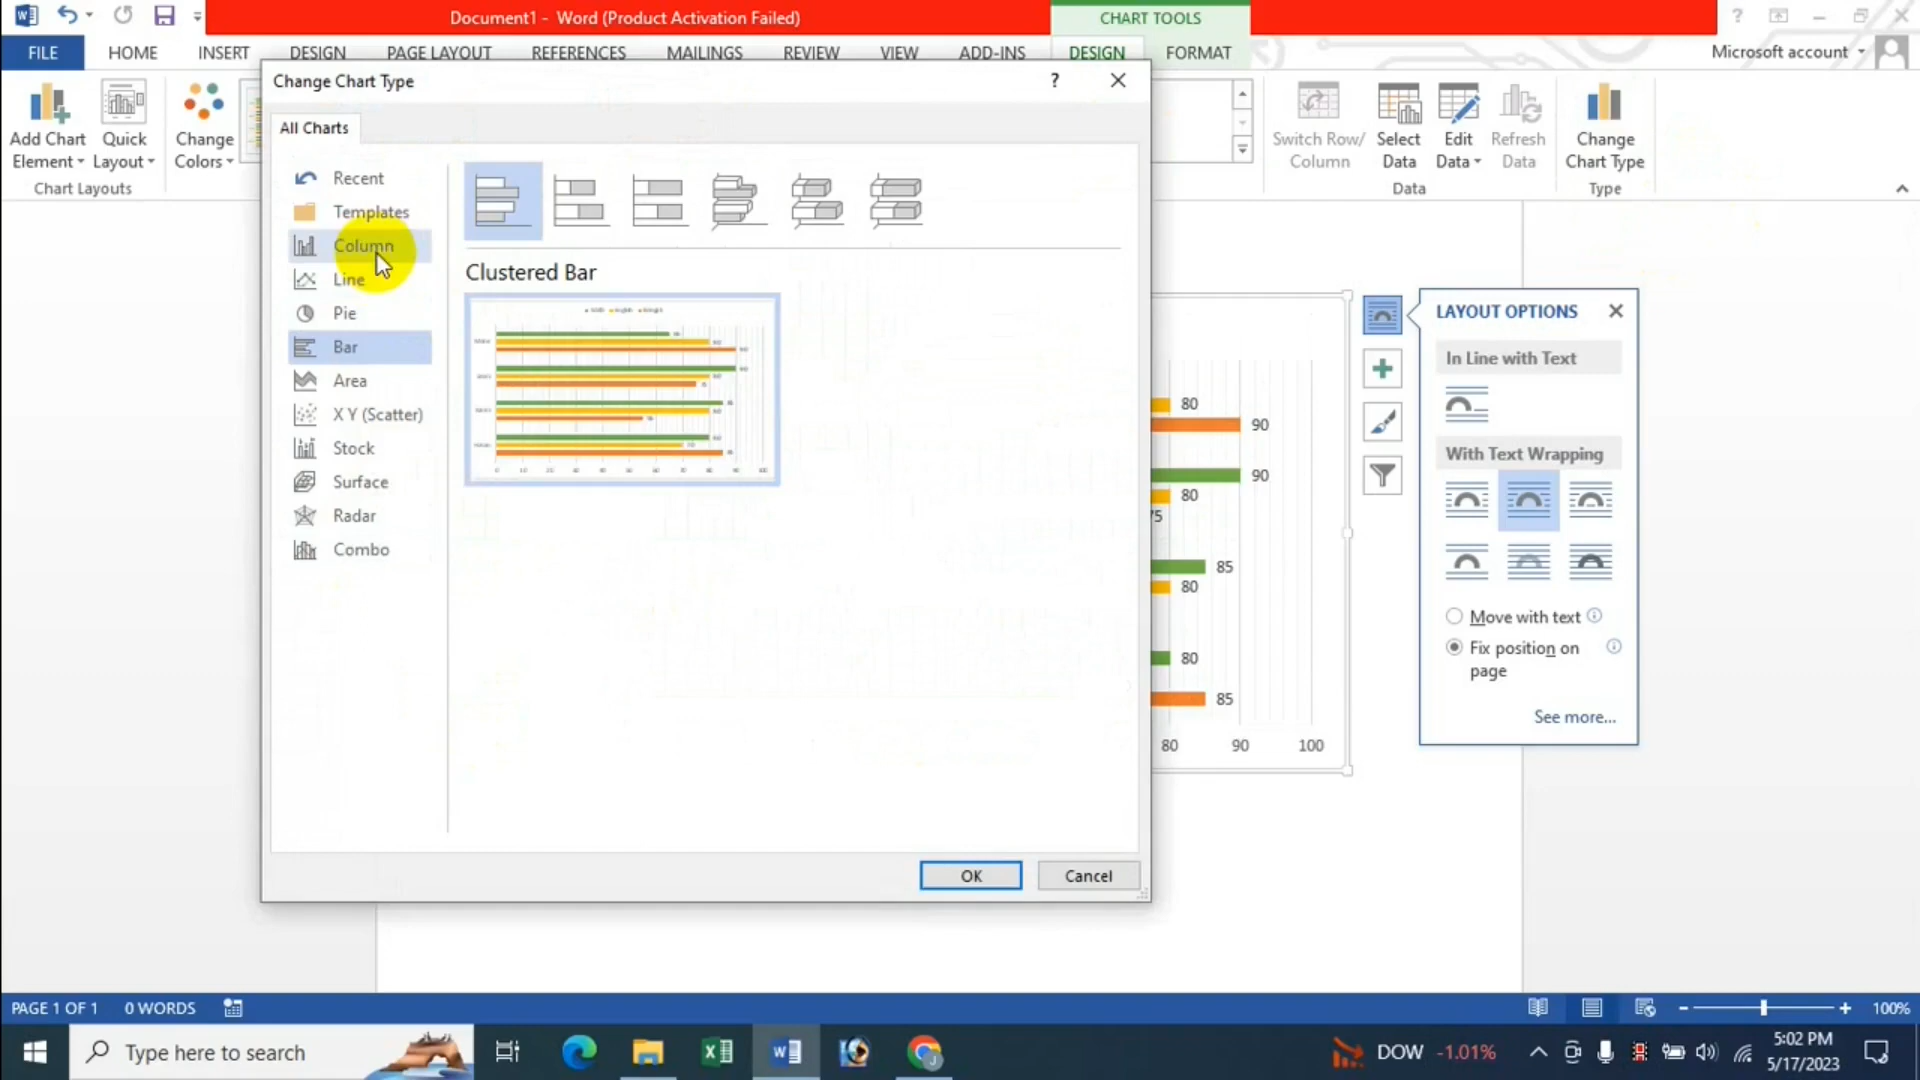 Document1 - Word (Product Activation Failed)
CHART TOOLS
?
FILE
HOME
INSERT
DESIGN
PAGE LAYOUT
REFERENCES
MAILINGS
REVIEW
VIEW
ADD-INS
DESIGN
FORMAT
Microsoft account
Add Chart
Element
Quick
Layout
Change
Colors
Chart Layouts
Switch Row/
Column
Select
Data
Edit
Data
Refresh
Data
Data
Change
Chart Type
Type
Change Chart Type
?
All Charts
Recent
Templates
Column
Line
Pie
Bar
Area
X Y (Scatter)
Stock
Surface
Radar
Combo
Clustered Bar
OK
Cancel
80
90
90
80
75
85
80
80
85
80
90
100
LAYOUT OPTIONS
In Line with Text
With Text Wrapping
Move with text
Fix position on
page
See more...
PAGE 1 OF 1
0 WORDS
100%
Type here to search
DOW -1.01%
5:02 PM
5/17/2023